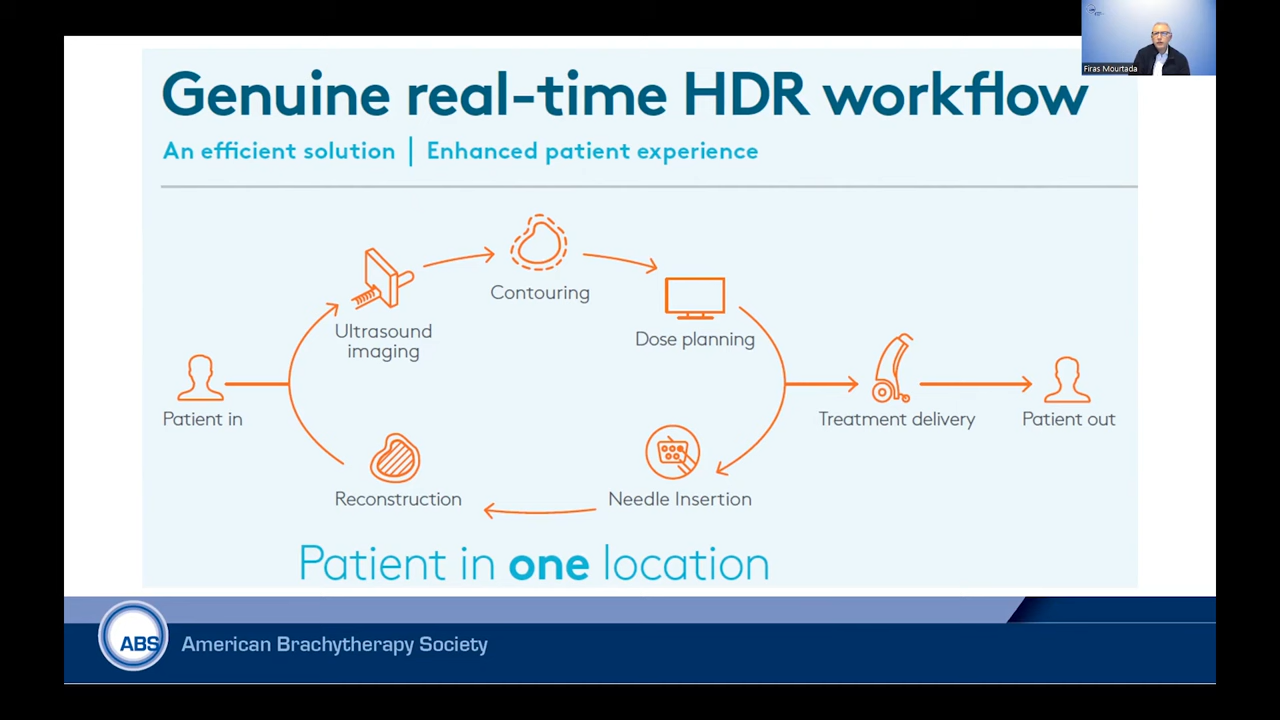 Firas Mourtada
Genuine real-time HDR workflow
An efficient solution | Enhanced patient experience
Contouring
Ultrasound
imaging
Dose planning
Patient in
Treatment delivery
Patient out
Reconstruction
Needle Insertion
Patient in one location
ABS
American Brachytherapy Society